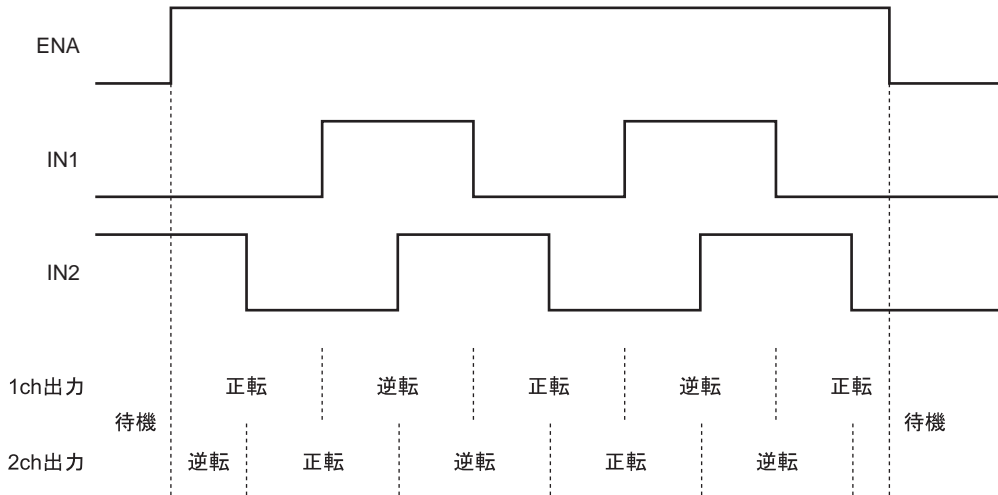 ENA
IN1
IN2
1ch出力 正転 逆転 正転 逆転 正転
待機 待機
2ch出力 逆転 正転 逆転 正転 逆転